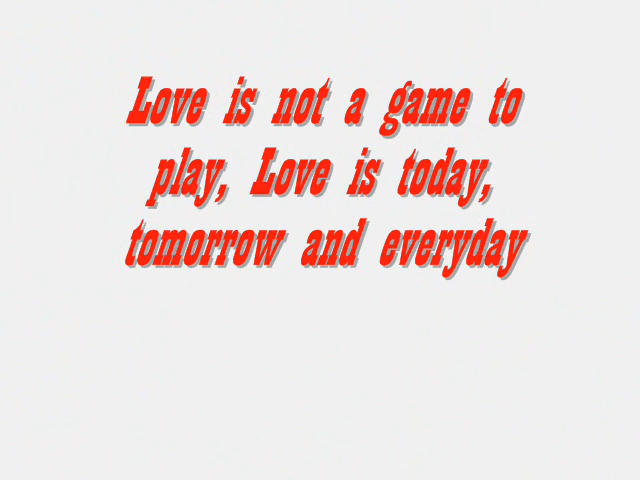 Love is not a game to
play, Love is today,
tomorrow and everyday